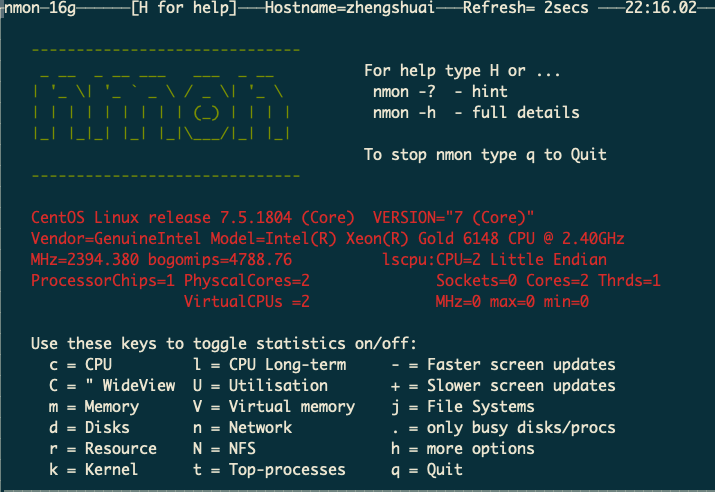 nmon-16g [H for help] Hostname=zhengshuai Refresh= 2secs 22:16.02
nmon
For help type H or ...
nmon -? - hint
nmon -h - full details
To stop nmon type q to Quit
CentOS Linux release 7.5.1804 (Core) VERSION="7 (Core)"
Vendor=GenuineIntel Model=Intel(R) Xeon(R) Gold 6148 CPU @ 2.40GHz
MHz=2394.380 bogomips=4788.76 lscpu:CPU=2 Little Endian
ProcessorChips=1 PhyscalCores=2 Sockets=0 Cores=2 Thrds=1
VirtualCPUs =2 MHz=0 max=0 min=0
Use these keys to toggle statistics on/off:
c = CPU l = CPU Long-term - = Faster screen updates
C = " WideView U = Utilisation + = Slower screen updates
m = Memory V = Virtual memory j = File Systems
d = Disks n = Network . = only busy disks/procs
r = Resource N = NFS h = more options
k = Kernel t = Top-processes q = Quit